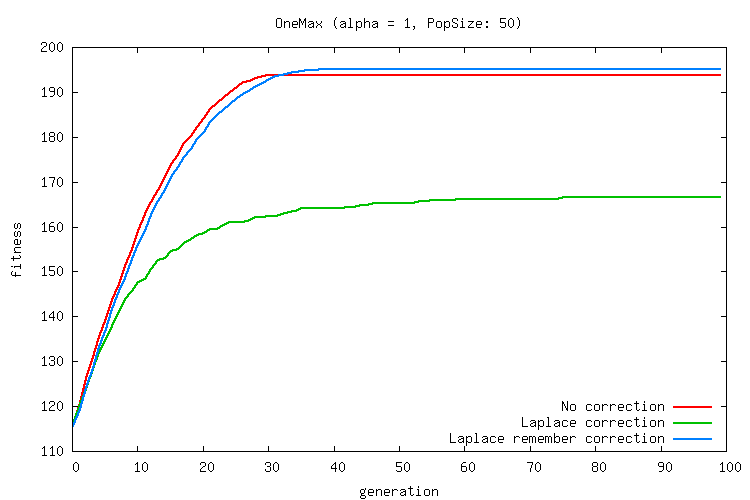 OneMax (alpha = 1, PopSize: 50)
200
190
180
170
160
150
140
130
120
110
fitness
No correction
Laplace correction
Laplace remember correction
0 10 20 30 40 50 60 70 80 90 100
generation